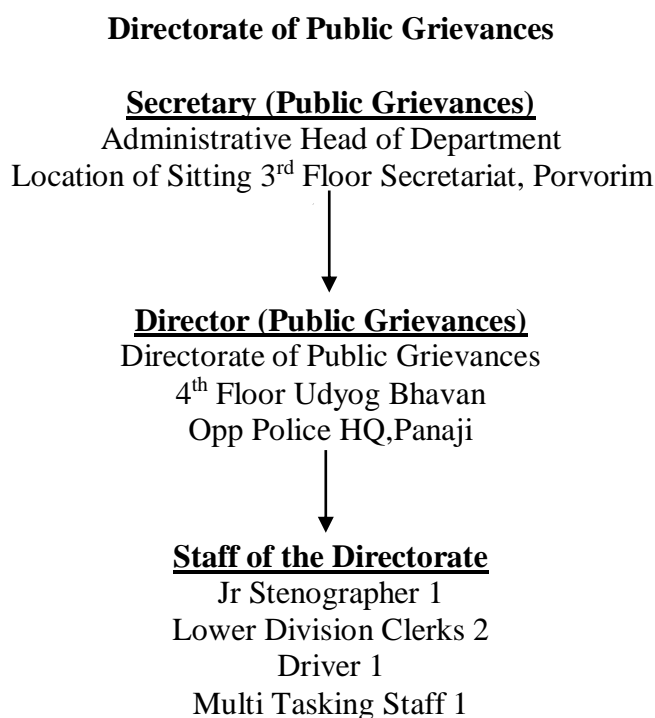 Directorate of Public Grievances
Secretary (Public Grievances)
Administrative Head of Department
Location of Sitting 3rd Floor Secretariat, Porvorim
Director (Public Grievances)
Directorate of Public Grievances
4th Floor Udyog Bhavan
Opp Police HQ,Panaji
Staff of the Directorate
Jr Stenographer 1
Lower Division Clerks 2
Driver 1
Multi Tasking Staff 1